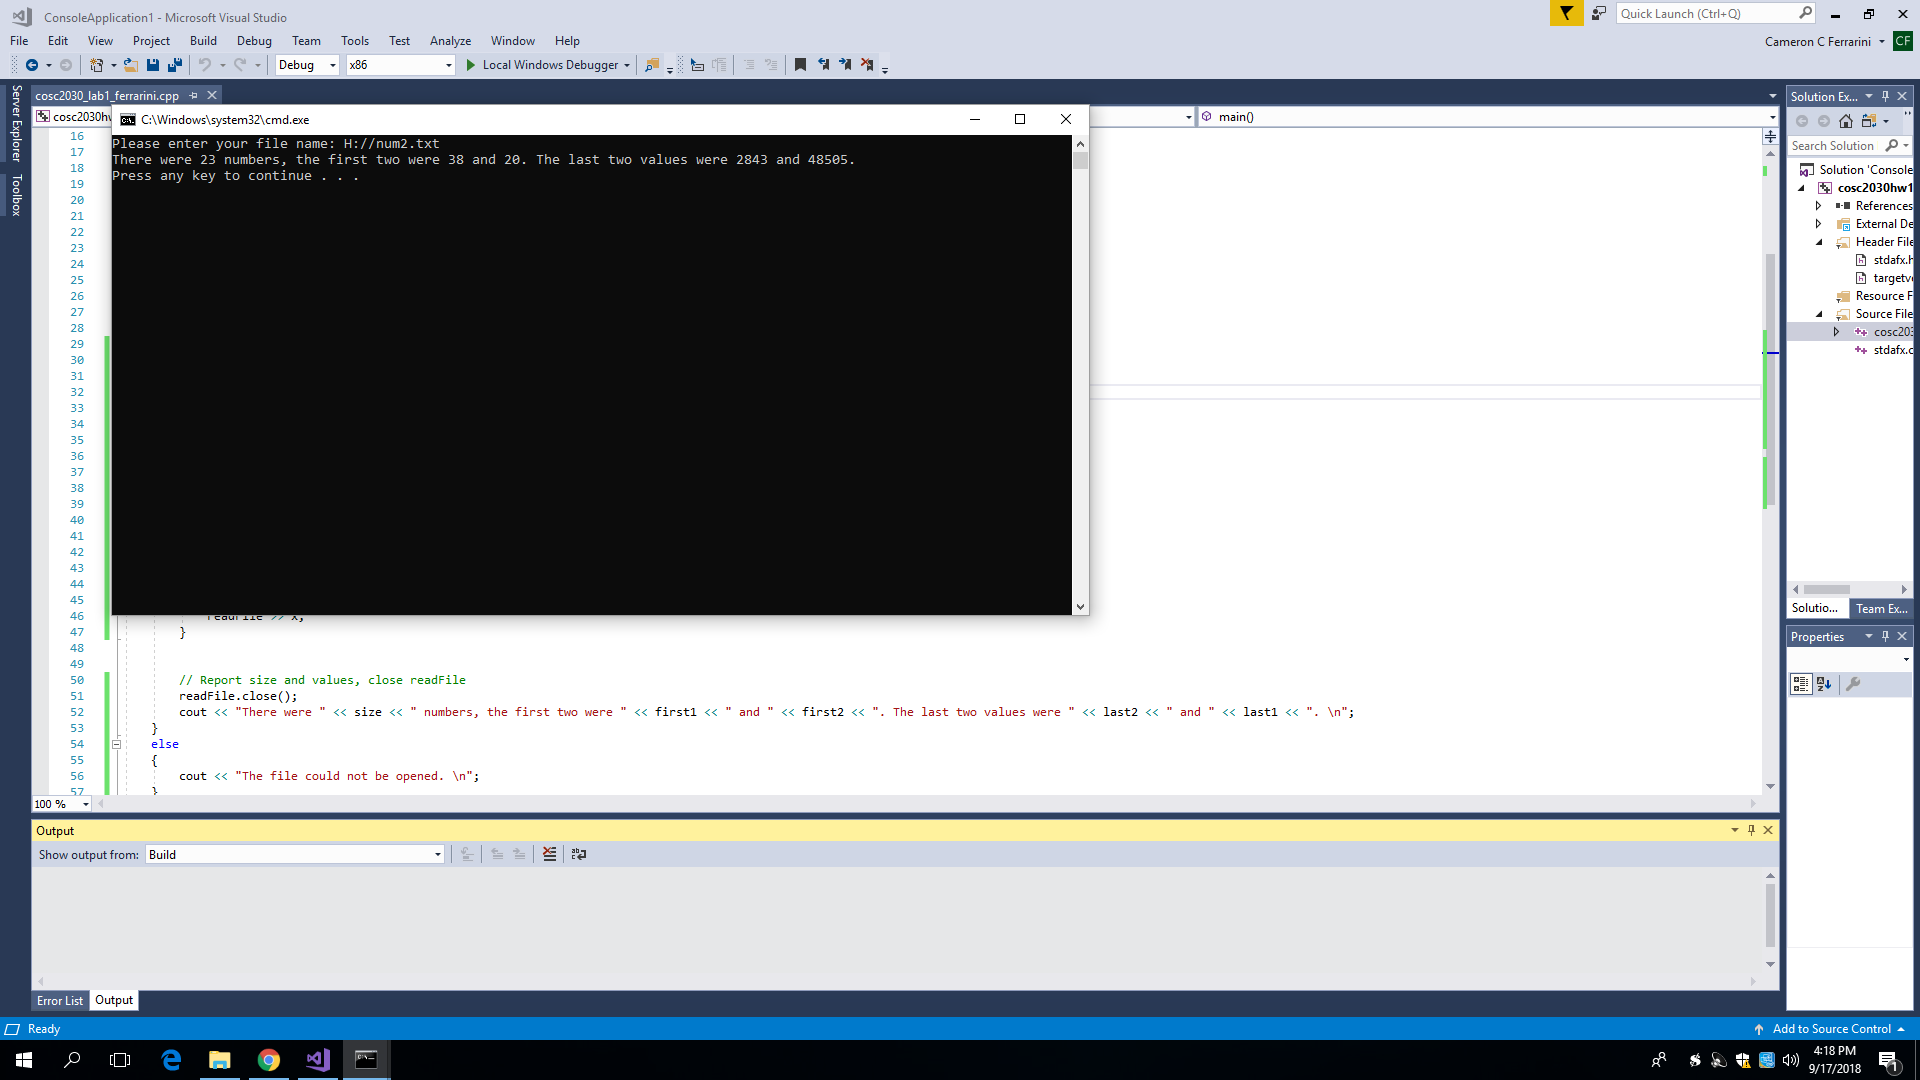 ConsoleApplication1 - Microsoft Visual Studio
Quick Launch (Ctrl+Q)
File Edit View Project Build Debug Team Tools Test Analyze Window Help
Cameron C Ferrarini CF
Debug x86 Local Windows Debugger
Server Explorer
Toolbox
cosc2030_lab1_ferrarini.cpp
cosc2030hw
main()
C:\Windows\system32\cmd.exe
Please enter your file name: H://num2.txt
There were 23 numbers, the first two were 38 and 20. The last two values were 2843 and 48505.
Press any key to continue . . .
16
17
18
19
20
21
22
23
24
25
26
27
28
29
30
31
32
33
34
35
36
37
38
39
40
41
42
43
44
45
46 readFile >> x;
47 }
48
49
50 // Report size and values, close readFile
51 readFile.close();
52 cout << "There were " << size << " numbers, the first two were " << first1 << " and " << first2 << ". The last two values were " << last2 << " and " << last1 << ". \n";
53 }
54 else
55 {
56 cout << "The file could not be opened. \n";
57 }
100 %
Solution Ex...
Search Solution
Solution 'Console
cosc2030hw1
References
External De
Header File
stdafx.h
targetv
Resource F
Source File
cosc203
stdafx.c
Solutio... Team Ex...
Properties
Output
Show output from: Build
Error List Output
Ready
Add to Source Control
4:18 PM
9/17/2018
1